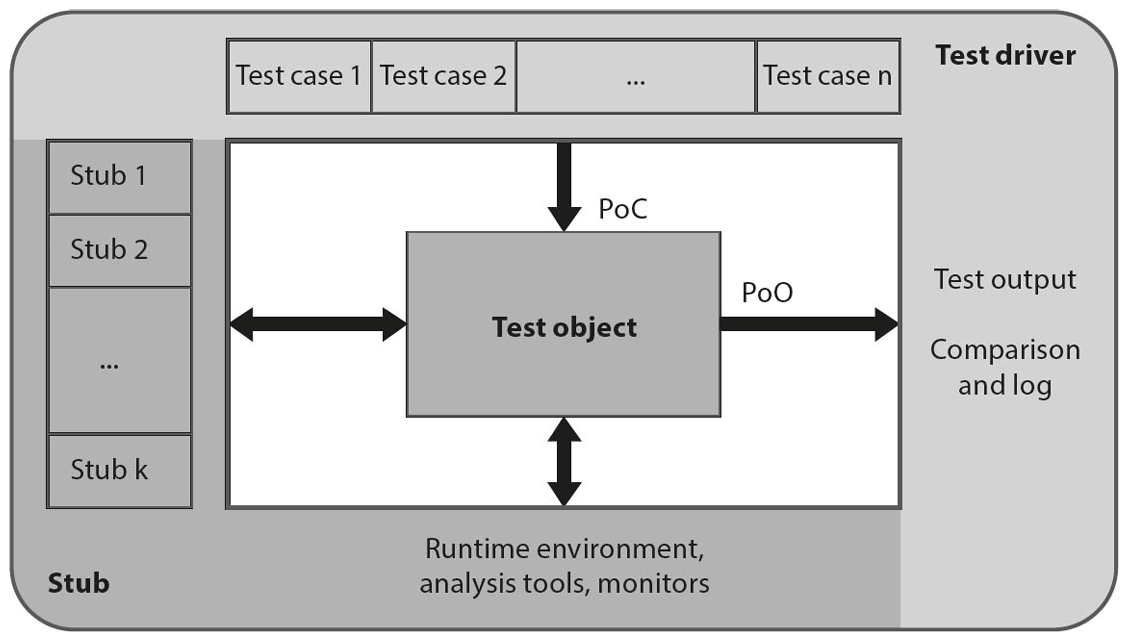 Test driver
Test case 1
Test case 2
...
Test case n
Stub 1
Stub 2
...
Stub k
PoC
PoO
Test object
Test output
Comparison
and log
Runtime environment,
analysis tools, monitors
Stub